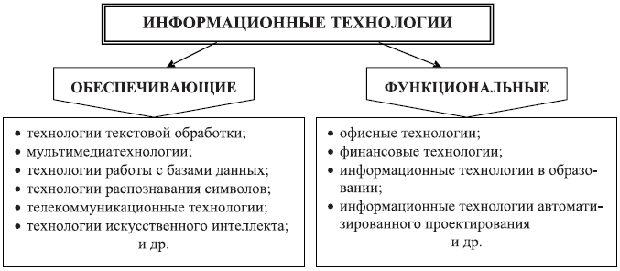 ИНФОРМАЦИОННЫЕ ТЕХНОЛОГИИ
ОБЕСПЕЧИВАЮЩИЕ
• технологии текстовой обработки;
• мультимедиатехнологии;
• технологии работы с базами данных;
• технологии распознавания символов;
• телекоммуникационные технологии;
• технологии искусственного интеллекта;
и др.
ФУНКЦИОНАЛЬНЫЕ
• офисные технологии;
• финансовые технологии;
• информационные технологии в образо-
вании;
• информационные технологии автомати-
зированного проектирования
и др.